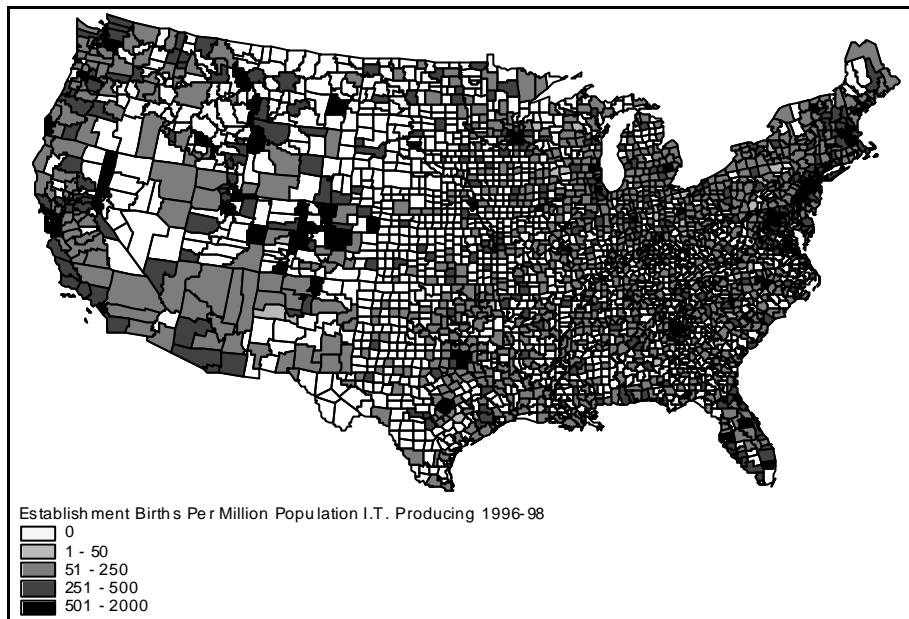 Establishment Births Per Million Population I.T. Producing 1996-98
0
1 - 50
51 - 250
251 - 500
501 - 2000